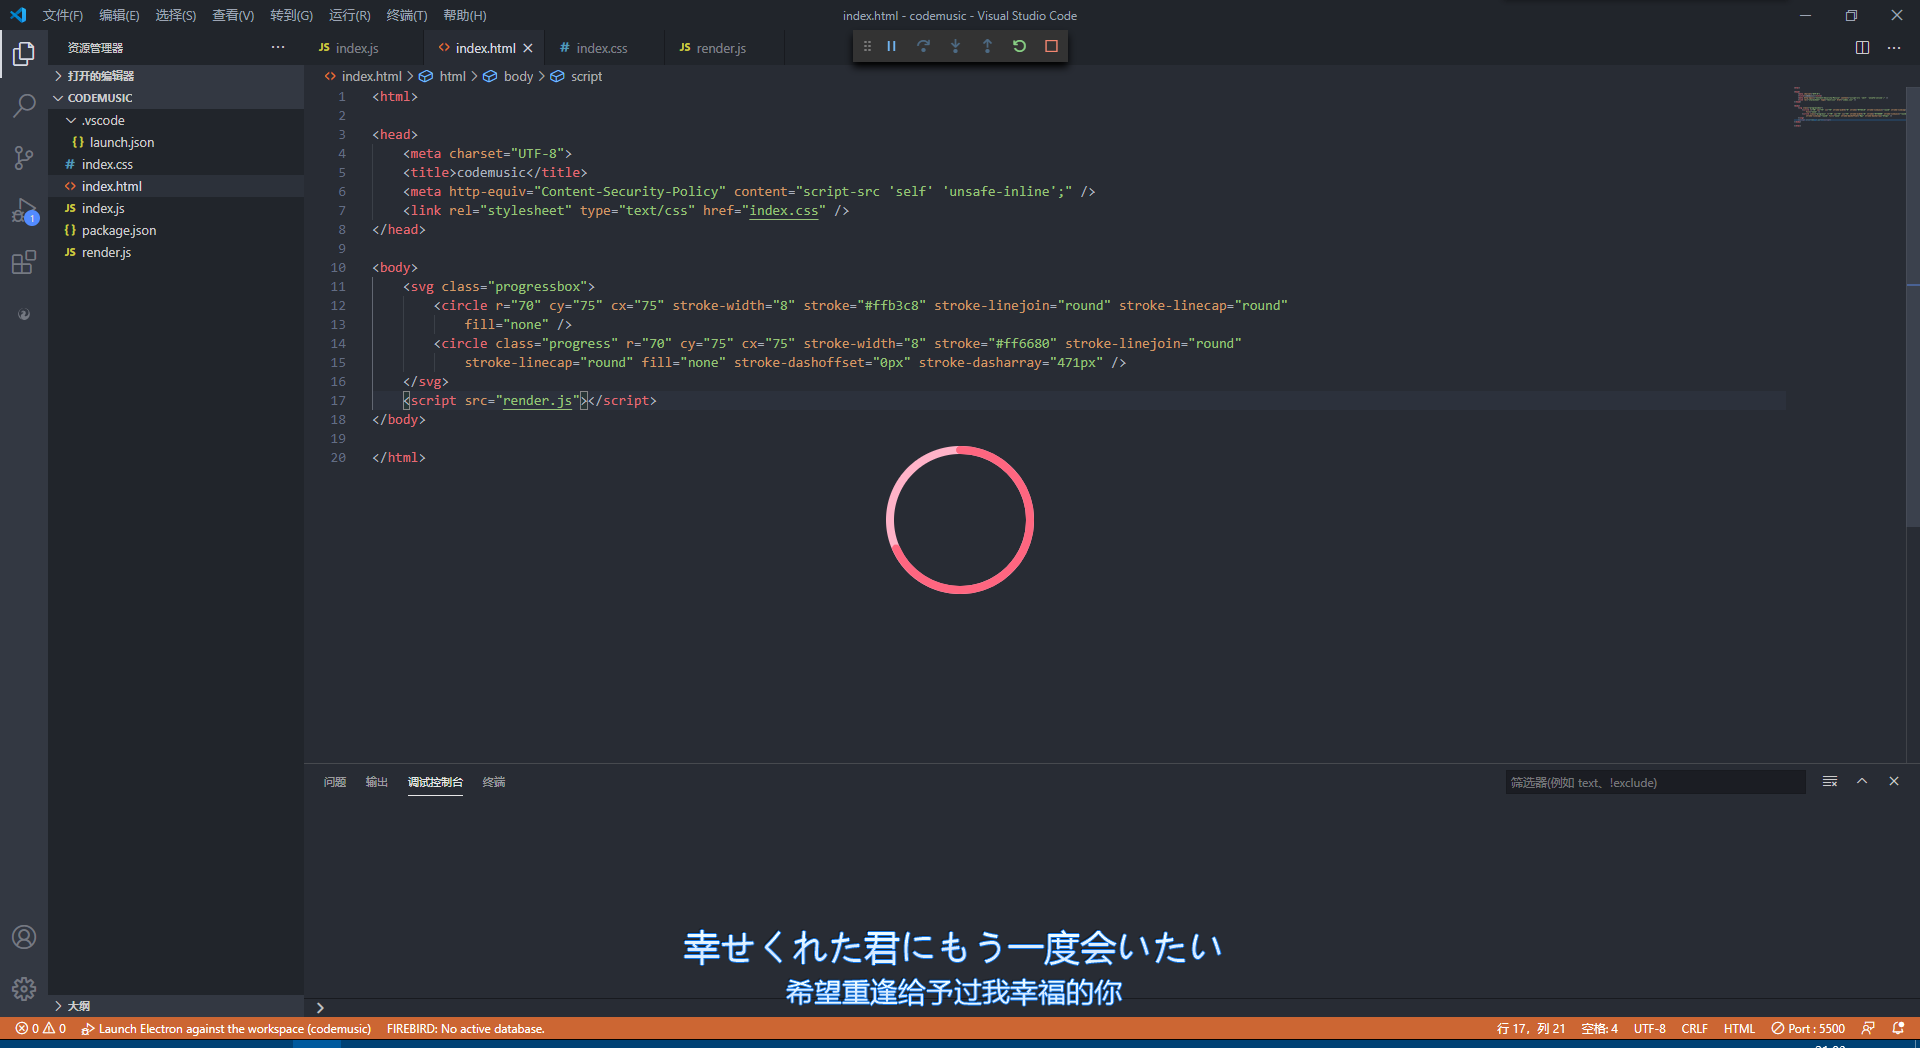 文件(F) 编辑(E) 选择(S) 查看(V) 转到(G) 运行(R) 终端(T) 帮助(H)
index.html - codemusic - Visual Studio Code
资源管理器
JS index.js
<> index.html
# index.css
JS render.js
打开的编辑器
CODEMUSIC
.vscode
{} launch.json
# index.css
<> index.html
JS index.js
{} package.json
JS render.js
1
大纲
<> index.html > html > body > script
1 <html>
2
3 <head>
4 <meta charset="UTF-8">
5 <title>codemusic</title>
6 <meta http-equiv="Content-Security-Policy" content="script-src 'self' 'unsafe-inline';" />
7 <link rel="stylesheet" type="text/css" href="index.css" />
8 </head>
9
10 <body>
11 <svg class="progressbox">
12 <circle r="70" cy="75" cx="75" stroke-width="8" stroke="#ffb3c8" stroke-linejoin="round" stroke-linecap="round"
13 fill="none" />
14 <circle class="progress" r="70" cy="75" cx="75" stroke-width="8" stroke="#ff6680" stroke-linejoin="round"
15 stroke-linecap="round" fill="none" stroke-dashoffset="0px" stroke-dasharray="471px" />
16 </svg>
17 <script src="render.js"></script>
18 </body>
19
20 </html>
问题 输出 调试控制台 终端
筛选器(例如 text、!exclude)
幸せくれた君にもう一度会いたい
希望重逢给予过我幸福的你
0 0 Launch Electron against the workspace (codemusic) FIREBIRD: No active database.
行 17，列 21 空格: 4 UTF-8 CRLF HTML Port : 5500